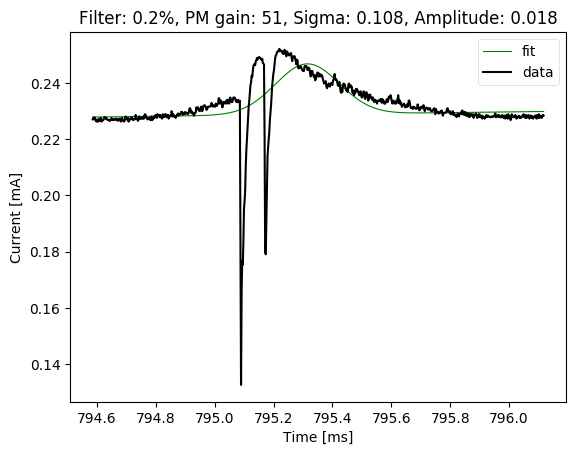 Filter: 0.2%, PM gain: 51, Sigma: 0.108, Amplitude: 0.018
fit
data
0.24
0.22
0.20
0.18
0.16
0.14
Current [mA]
794.6 794.8 795.0 795.2 795.4 795.6 795.8 796.0
Time [ms]